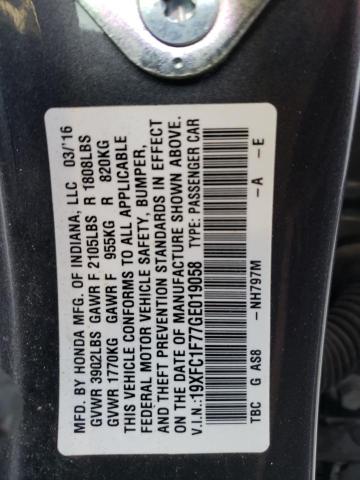 MFD. BY HONDA MFG. OF INDIANA, LLC 03/'16
GVWR 3902LBS GAWR F 2105LBS R 1808LBS
GVWR 1770KG GAWR F 955KG R 820KG
THIS VEHICLE CONFORMS TO ALL APPLICABLE
FEDERAL MOTOR VEHICLE SAFETY, BUMPER,
AND THEFT PREVENTION STANDARDS IN EFFECT
ON THE DATE OF MANUFACTURE SHOWN ABOVE.
V.I.N.:19XFC1F77GE019058 TYPE: PASSENGER CAR
TBC G AS8 -NH797M -A -E